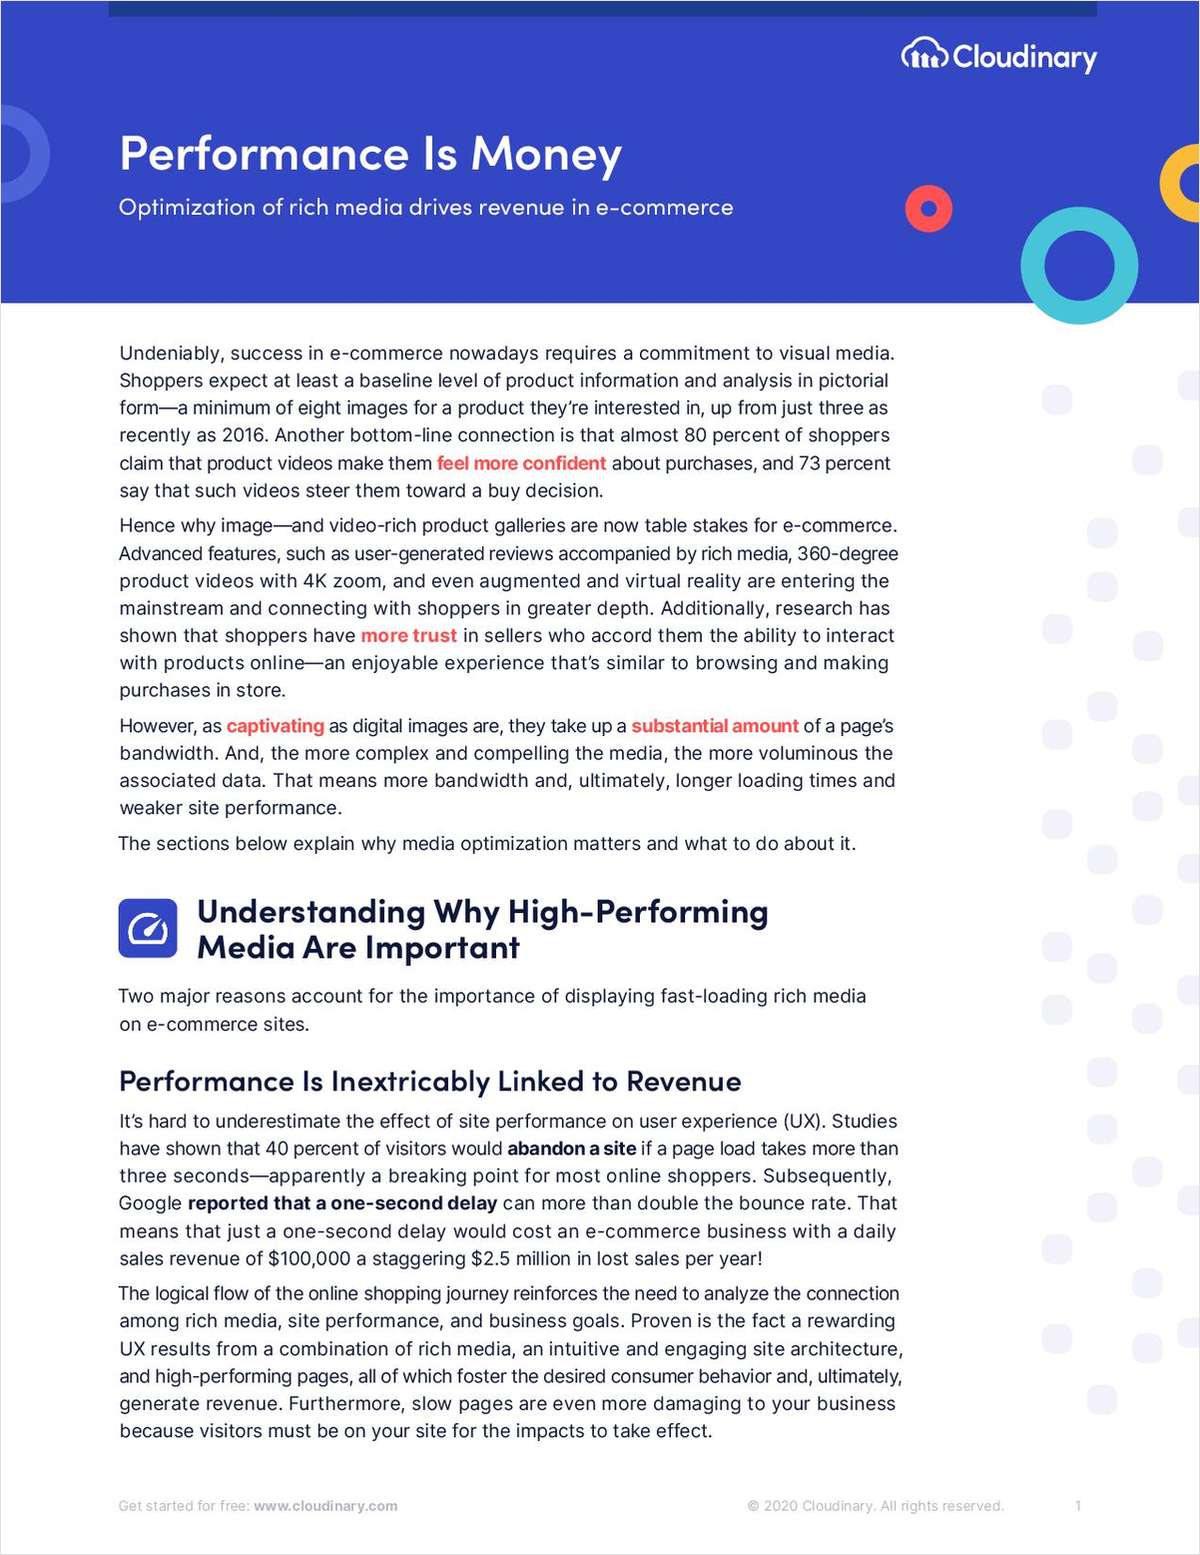 Cloudinary
Performance Is Money
Optimization of rich media drives revenue in e-commerce
Undeniably, success in e-commerce nowadays requires a commitment to visual media.
Shoppers expect at least a baseline level of product information and analysis in pictorial
form—a minimum of eight images for a product they’re interested in, up from just three as
recently as 2016. Another bottom-line connection is that almost 80 percent of shoppers
claim that product videos make them feel more confident about purchases, and 73 percent
say that such videos steer them toward a buy decision.
Hence why image—and video-rich product galleries are now table stakes for e-commerce.
Advanced features, such as user-generated reviews accompanied by rich media, 360-degree
product videos with 4K zoom, and even augmented and virtual reality are entering the
mainstream and connecting with shoppers in greater depth. Additionally, research has
shown that shoppers have more trust in sellers who accord them the ability to interact
with products online—an enjoyable experience that’s similar to browsing and making
purchases in store.
However, as captivating as digital images are, they take up a substantial amount of a page’s
bandwidth. And, the more complex and compelling the media, the more voluminous the
associated data. That means more bandwidth and, ultimately, longer loading times and
weaker site performance.
The sections below explain why media optimization matters and what to do about it.
Understanding Why High-Performing
Media Are Important
Two major reasons account for the importance of displaying fast-loading rich media
on e-commerce sites.
Performance Is Inextricably Linked to Revenue
It’s hard to underestimate the effect of site performance on user experience (UX). Studies
have shown that 40 percent of visitors would abandon a site if a page load takes more than
three seconds—apparently a breaking point for most online shoppers. Subsequently,
Google reported that a one-second delay can more than double the bounce rate. That
means that just a one-second delay would cost an e-commerce business with a daily
sales revenue of $100,000 a staggering $2.5 million in lost sales per year!
The logical flow of the online shopping journey reinforces the need to analyze the connection
among rich media, site performance, and business goals. Proven is the fact a rewarding
UX results from a combination of rich media, an intuitive and engaging site architecture,
and high-performing pages, all of which foster the desired consumer behavior and, ultimately,
generate revenue. Furthermore, slow pages are even more damaging to your business
because visitors must be on your site for the impacts to take effect.
Get started for free: www.cloudinary.com
© 2020 Cloudinary. All rights reserved.
1